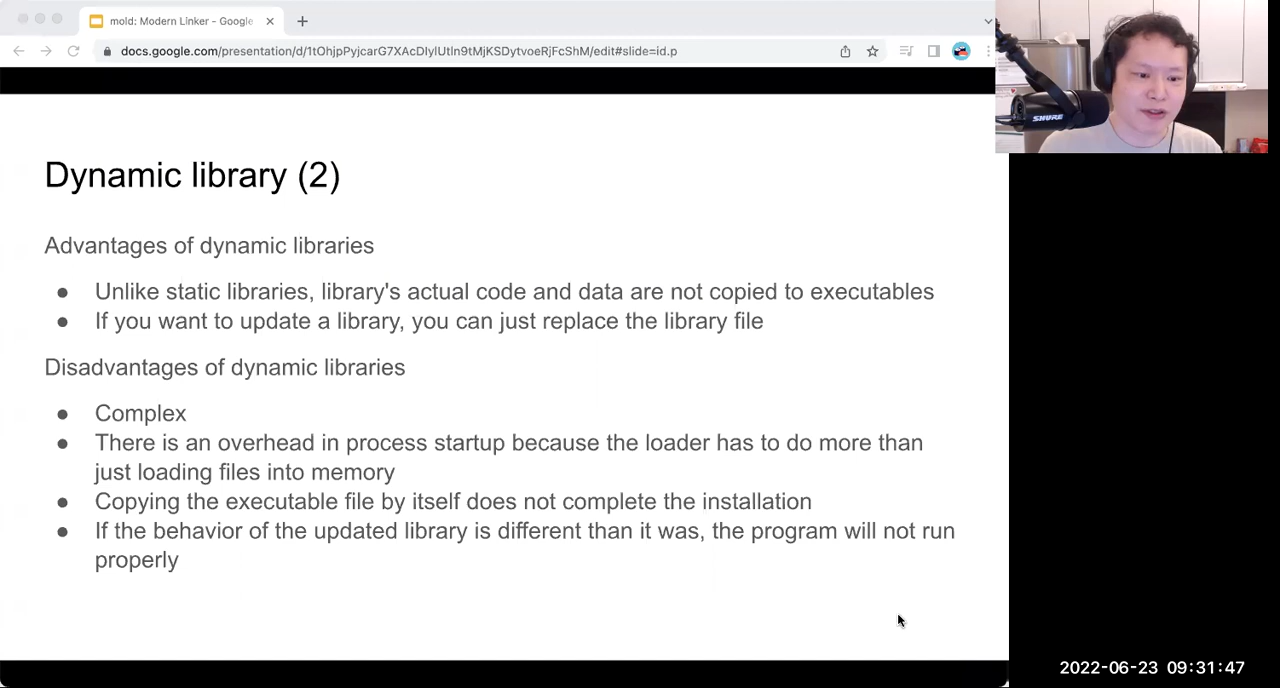 mold: Modern Linker - Google
docs.google.com/presentation/d/1tOhjpPyjcarG7XAcDIylUtIn9tMjKSDytvoeRjFcShM/edit#slide=id.p
SHURE
Dynamic library (2)
Advantages of dynamic libraries
● Unlike static libraries, library's actual code and data are not copied to executables
● If you want to update a library, you can just replace the library file
Disadvantages of dynamic libraries
● Complex
● There is an overhead in process startup because the loader has to do more than
just loading files into memory
● Copying the executable file by itself does not complete the installation
● If the behavior of the updated library is different than it was, the program will not run
properly
2022-06-23 09:31:47